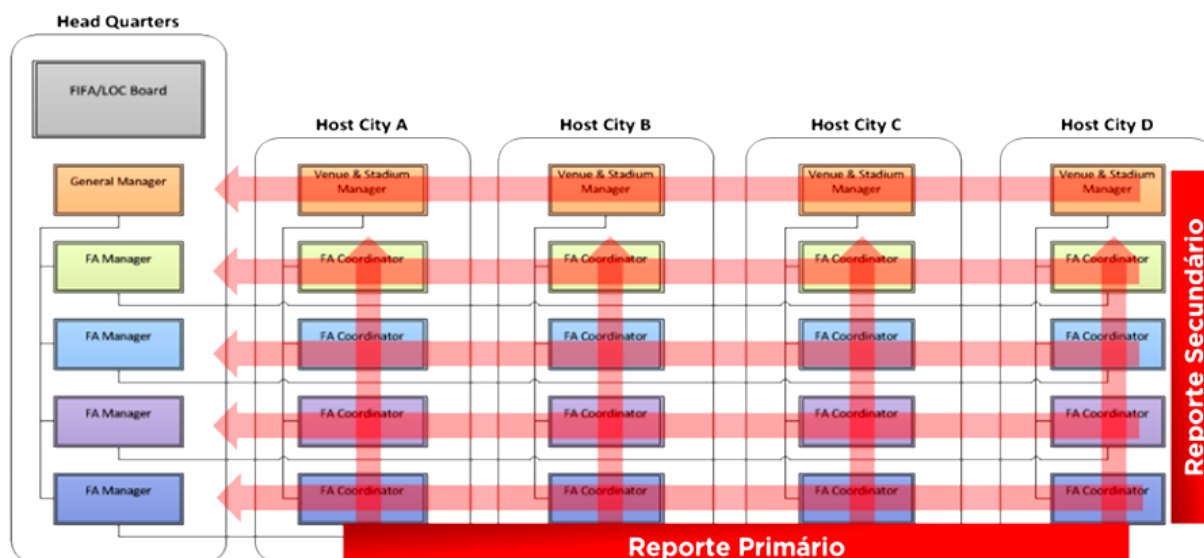 Head Quarters
FIFA/LOC Board
Host City A
Host City B
Host City C
Host City D
General Manager
Venue & Stadium
Manager
Venue & Stadium
Manager
Venue & Stadium
Manager
Venue & Stadium
Manager
FA Manager
FA Coordinator
FA Coordinator
FA Coordinator
FA Coordinator
FA Manager
FA Coordinator
FA Coordinator
FA Coordinator
FA Coordinator
FA Manager
FA Coordinator
FA Coordinator
FA Coordinator
FA Coordinator
FA Manager
FA Coordinator
FA Coordinator
FA Coordinator
FA Coordinator
Reporte Secundário
Reporte Primário